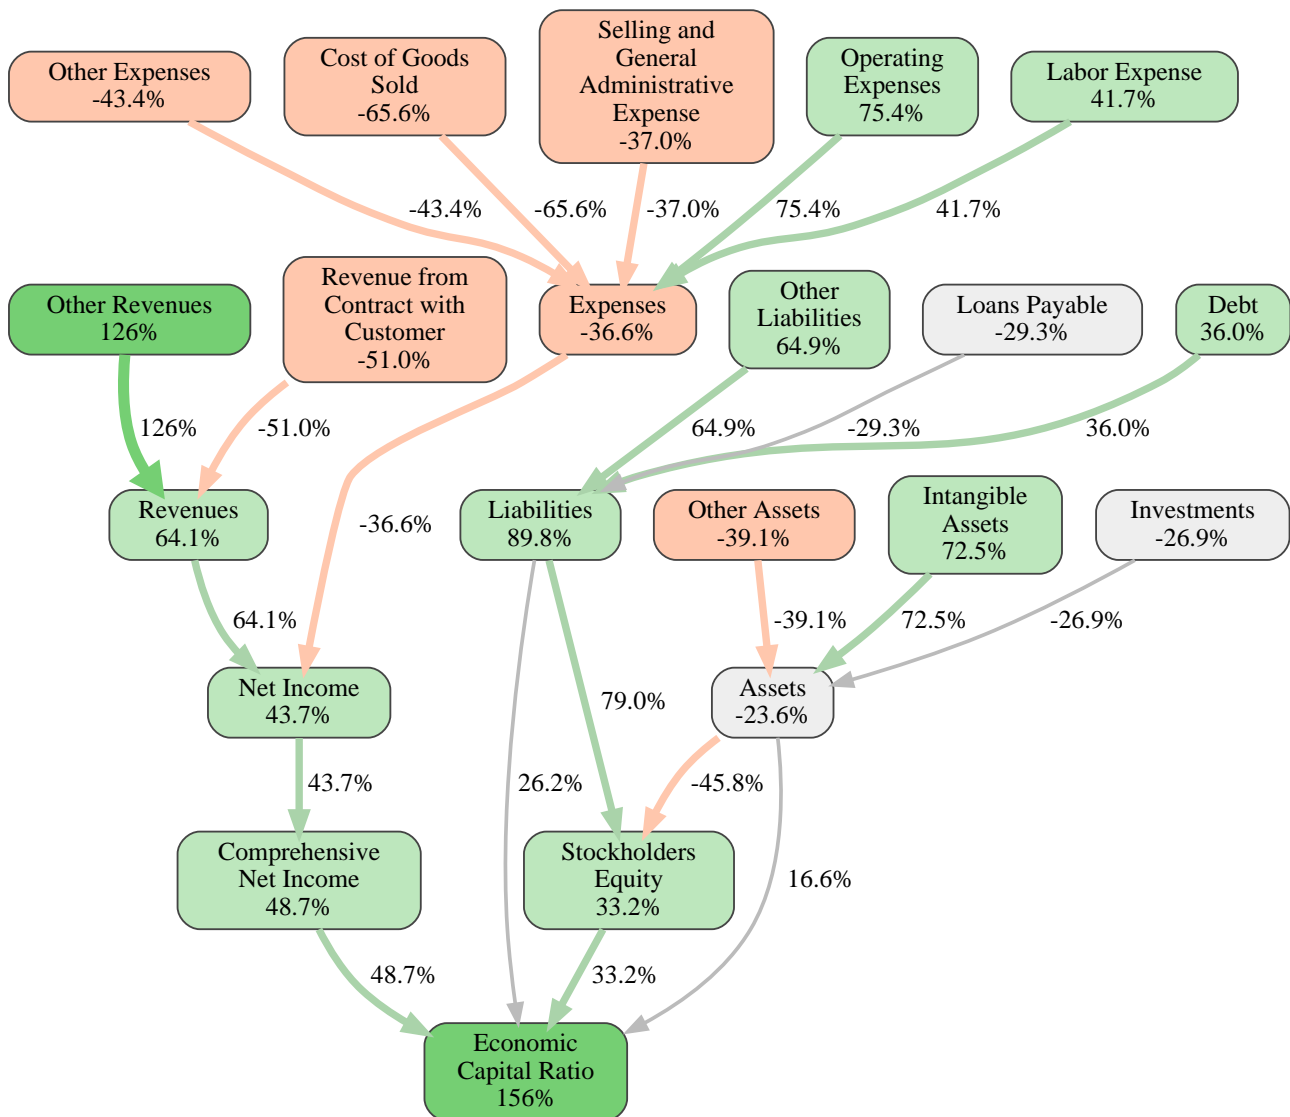 Other Expenses
-43.4%
Cost of Goods
Sold
-65.6%
Selling and
General
Administrative
Expense
-37.0%
Operating
Expenses
75.4%
Labor Expense
41.7%
-43.4%
-65.6%
-37.0%
75.4%
41.7%
Other Revenues
126%
Revenue from
Contract with
Customer
-51.0%
Expenses
-36.6%
Other
Liabilities
64.9%
Loans Payable
-29.3%
Debt
36.0%
126%
-51.0%
64.9%
-29.3%
36.0%
Revenues
64.1%
-36.6%
Liabilities
89.8%
Other Assets
-39.1%
Intangible
Assets
72.5%
Investments
-26.9%
64.1%
-39.1%
72.5%
-26.9%
Net Income
43.7%
79.0%
Assets
-23.6%
43.7%
26.2%
-45.8%
Comprehensive
Net Income
48.7%
Stockholders
Equity
33.2%
16.6%
48.7%
33.2%
Economic
Capital Ratio
156%